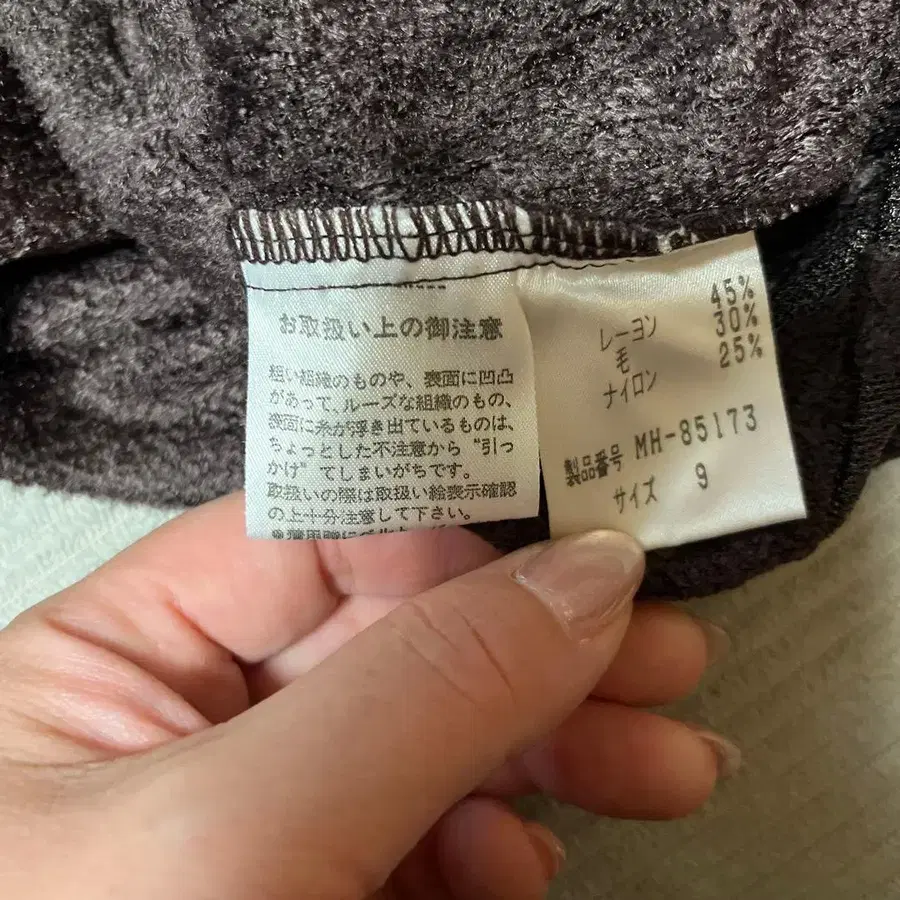 お取扱い上の御注意
粗い組織のものや、表面に凹凸
があって、ルーズな組織のもの、
表面に糸が浮き出ているものは、
ちょっとした不注意から“引っ
かけ”てしまいがちです。
取扱いの際は取扱い絵表示確認
の上十分注意して下さい。
レーヨン 45%
毛 30%
ナイロン 25%
製品番号 MH-85173
サイズ 9